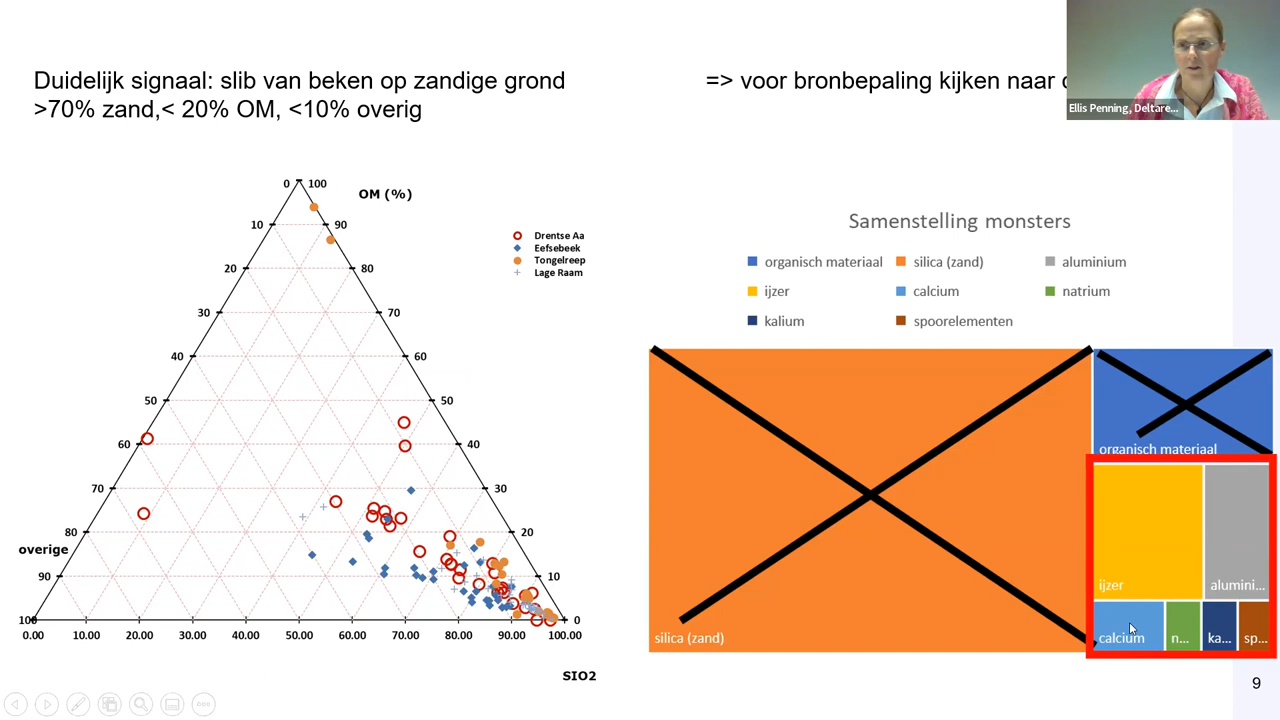 Duidelijk signaal: slib van beken op zandige grond
>70% zand,< 20% OM, <10% overig
=> voor bronbepaling kijken naar
Ellis Penning, Deltare...
0 100
OM (%)
10 90
20 80
30 70
40 60
50 50
60 40
70 30
80 20
overige
90 10
10 0
0.00 10.00 20.00 30.00 40.00 50.00 60.00 70.00 80.00 90.00 100.00
SIO2
Drentse Aa
Eefsebeek
Tongelreep
Lage Raam
Samenstelling monsters
organisch materiaal silica (zand) aluminium
ijzer calcium natrium
kalium spoorelementen
organisch materiaal
ijzer alumini...
silica (zand) calcium n... ka... sp...
9